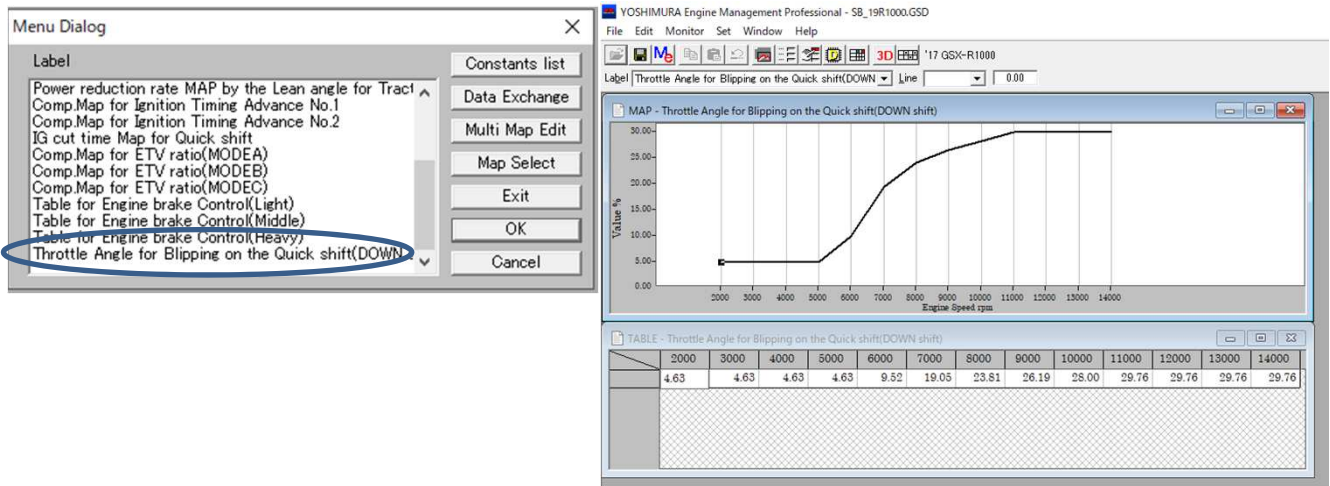 Menu Dialog
Label
Power reduction rate MAP by the Lean angle for Tract
Comp.Map for Ignition Timing Advance No.1
Comp.Map for Ignition Timing Advance No.2
IG cut time Map for Quick shift
Comp.Map for ETV ratio(MODEA)
Comp.Map for ETV ratio(MODEB)
Comp.Map for ETV ratio(MODEC)
Table for Engine brake Control(Light)
Table for Engine brake Control(Middle)
Table for Engine brake Control(Heavy)
Throttle Angle for Blipping on the Quick shift(DOWN
Constants list
Data Exchange
Multi Map Edit
Map Select
Exit
OK
Cancel
YOSHIMURA Engine Management Professional - SB_19R1000.GSD
File Edit Monitor Set Window Help
Me 3D '17 GSX-R1000
Label Throttle Angle for Blipping on the Quick shift(DOWN Line 0.00
MAP - Throttle Angle for Blipping on the Quick shift(DOWN shift)
30.00
25.00
20.00
15.00
10.00
5.00
0.00
Value %
2000 3000 4000 5000 6000 7000 8000 9000 10000 11000 12000 13000 14000
Engine Speed rpm
TABLE - Throttle Angle for Blipping on the Quick shift(DOWN shift)
2000 3000 4000 5000 6000 7000 8000 9000 10000 11000 12000 13000 14000
4.63 4.63 4.63 4.63 9.52 19.05 23.81 26.19 28.00 29.76 29.76 29.76 29.76